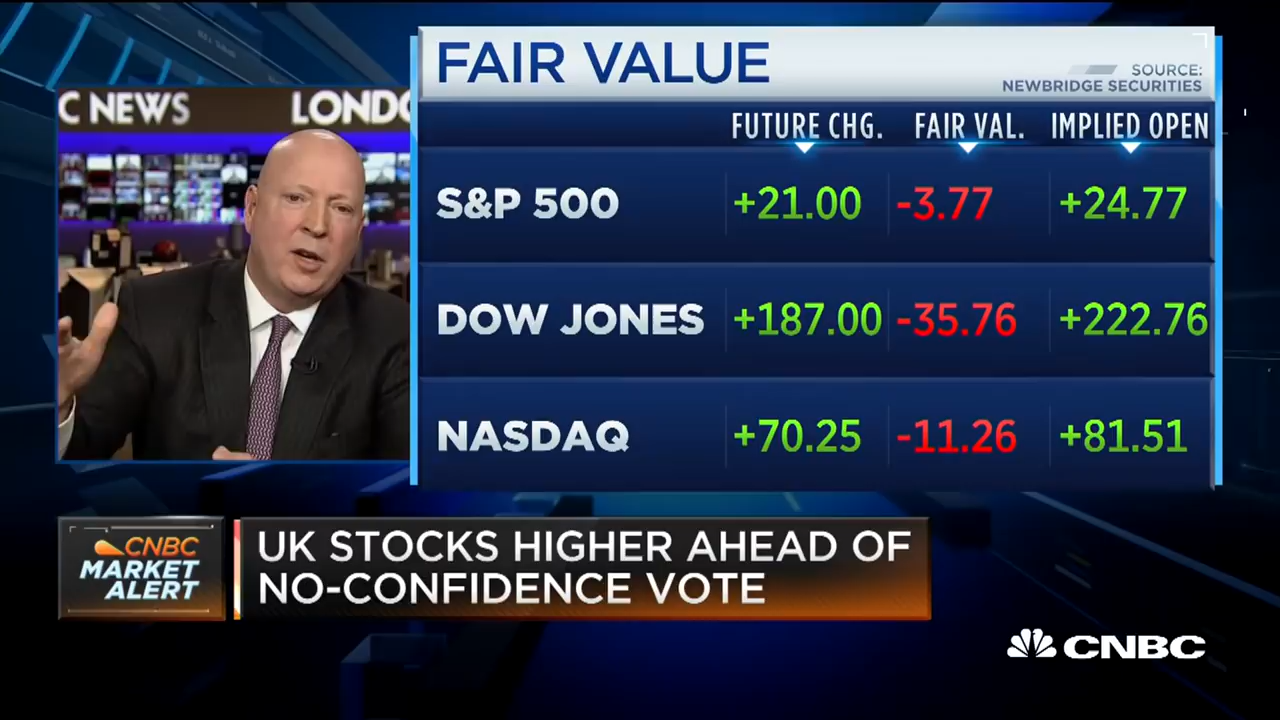 FAIR VALUE
SOURCE:
NEWBRIDGE SECURITIES
C NEWS LONDO
FUTURE CHG. FAIR VAL. IMPLIED OPEN
S&P 500 +21.00 -3.77 +24.77
DOW JONES +187.00 -35.76 +222.76
NASDAQ +70.25 -11.26 +81.51
CNBC
MARKET
ALERT
UK STOCKS HIGHER AHEAD OF
NO-CONFIDENCE VOTE
CNBC